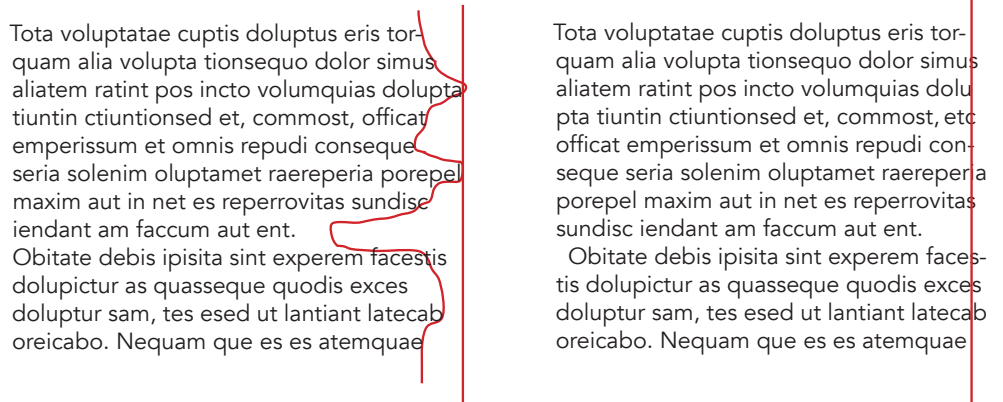 Tota voluptatae cuptis doluptus eris tor-
quam alia volupta tionsequo dolor simus
aliatem ratint pos incto volumquias dolupta
tiuntin ctiuntionsed et, commost, officat
emperissum et omnis repudi conseque
seria solenim oluptamet raereperia porepel
maxim aut in net es reperrovitas sundisc
iendant am faccum aut ent.
Obitate debis ipisita sint experem facestis
dolupictur as quasseque quodis exces
doluptur sam, tes esed ut lantiant latecab
oreicabo. Nequam que es es atemquae
Tota voluptatae cuptis doluptus eris tor-
quam alia volupta tionsequo dolor simus
aliatem ratint pos incto volumquias dolu
pta tiuntin ctiuntionsed et, commost, etc
officat emperissum et omnis repudi con-
seque seria solenim oluptamet raereperia
porepel maxim aut in net es reperrovitas
sundisc iendant am faccum aut ent.
Obitate debis ipisita sint experem faces-
tis dolupictur as quasseque quodis exces
doluptur sam, tes esed ut lantiant latecab
oreicabo. Nequam que es es atemquae